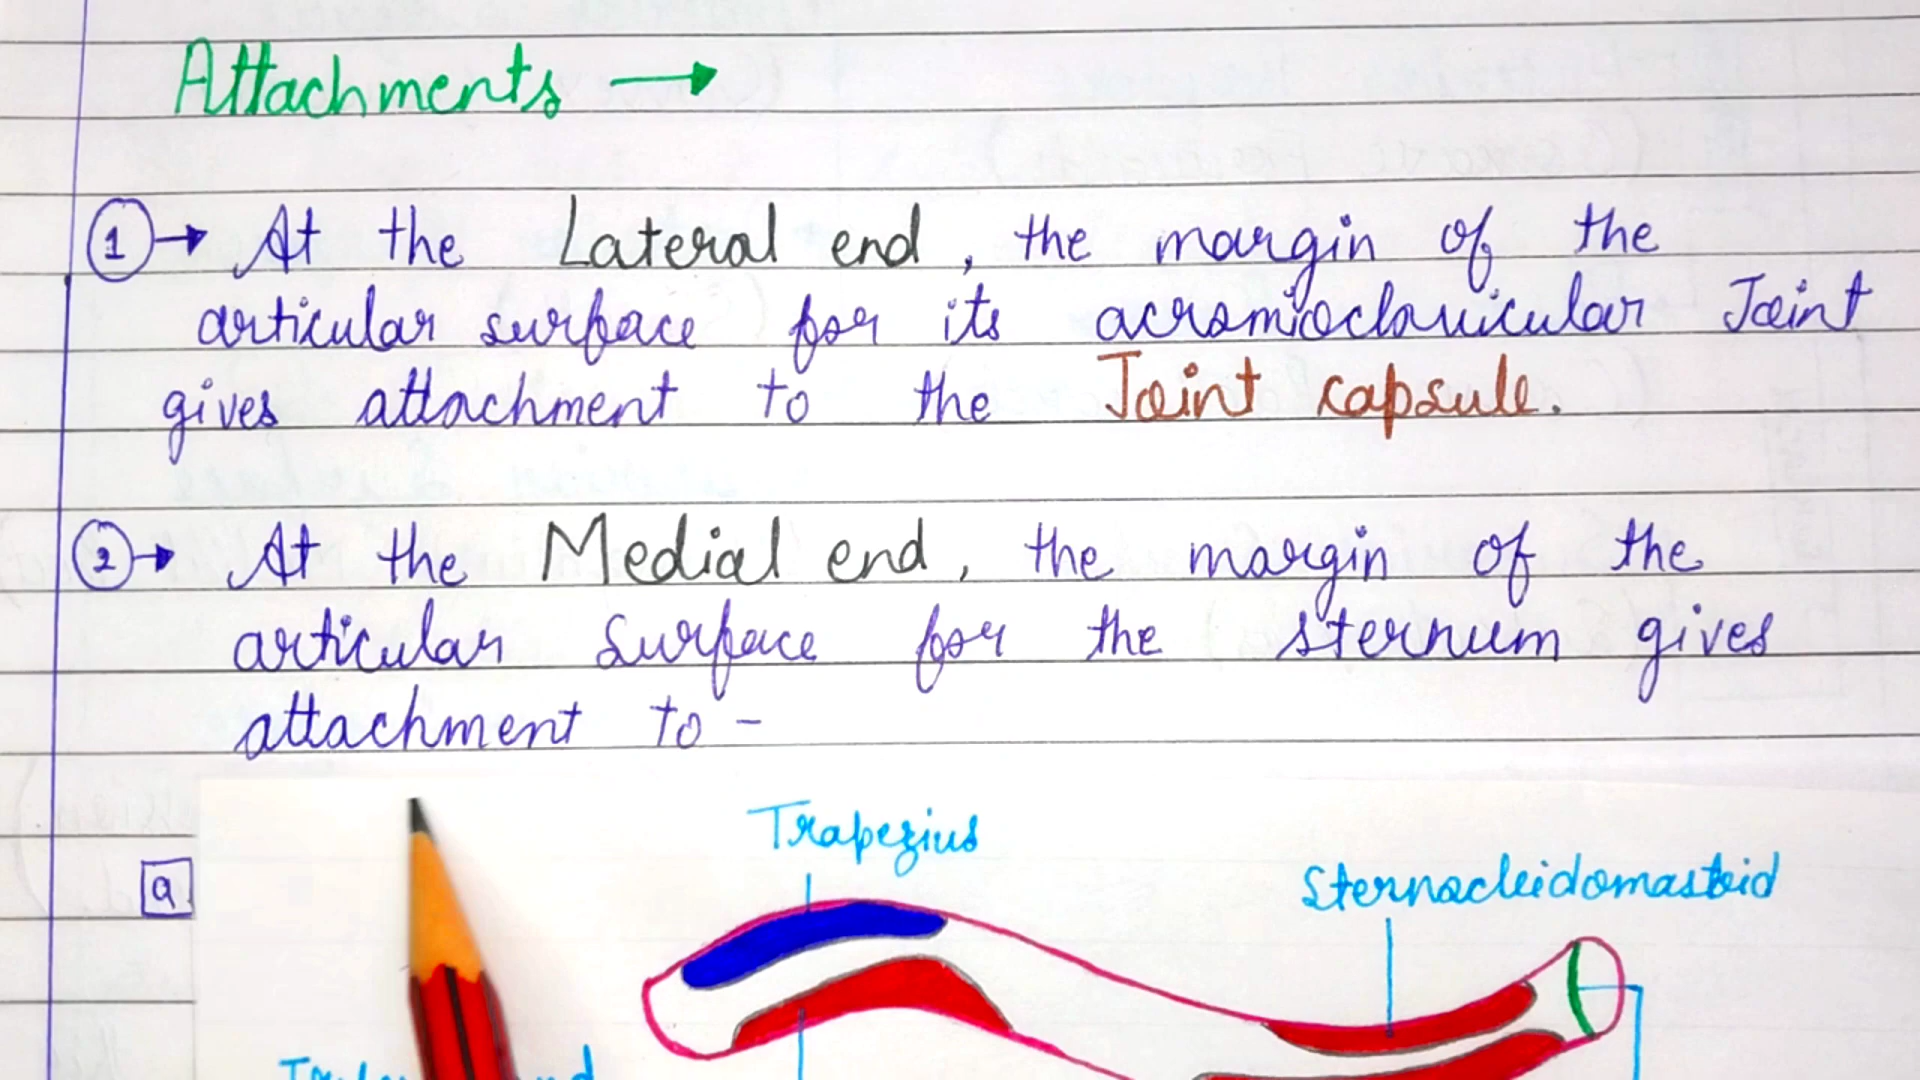 Attachments →
① → At the Lateral end, the margin of the
articular surface for its acromioclavicular Joint
gives attachment to the Joint capsule.
② → At the Medial end, the margin of the
articular surface for the sternum gives
attachment to -
Trapezius
a
Sternocleidomastoid